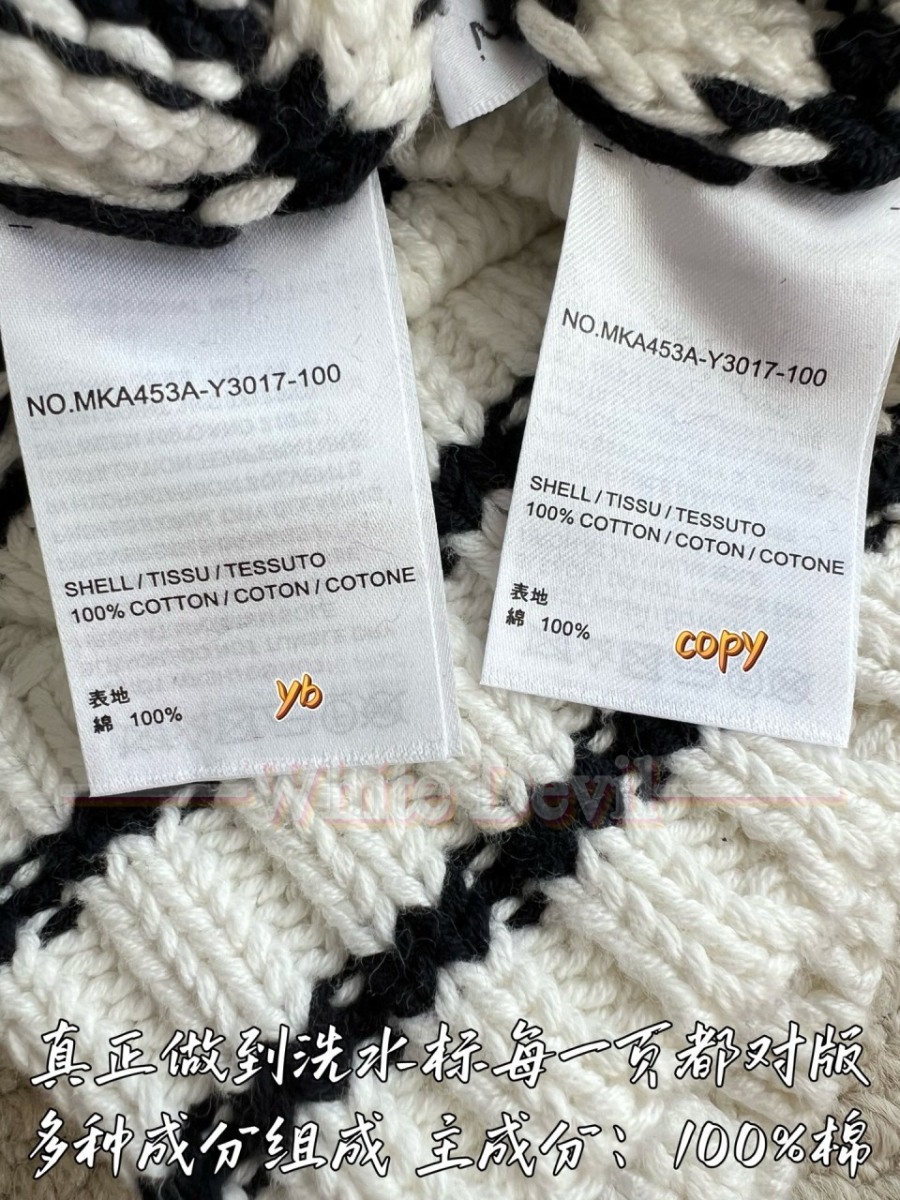 NO.MKA453A-Y3017-100
SHELL / TISSU / TESSUTO
100% COTTON / COTON / COTONE
表地
綿 100%
yb
NO.MKA453A-Y3017-100
SHELL / TISSU / TESSUTO
100% COTTON / COTON / COTONE
表地
綿 100%
copy
White Devil
真正做到洗水标每一页都对版
多种成分组成 主成分：100%棉